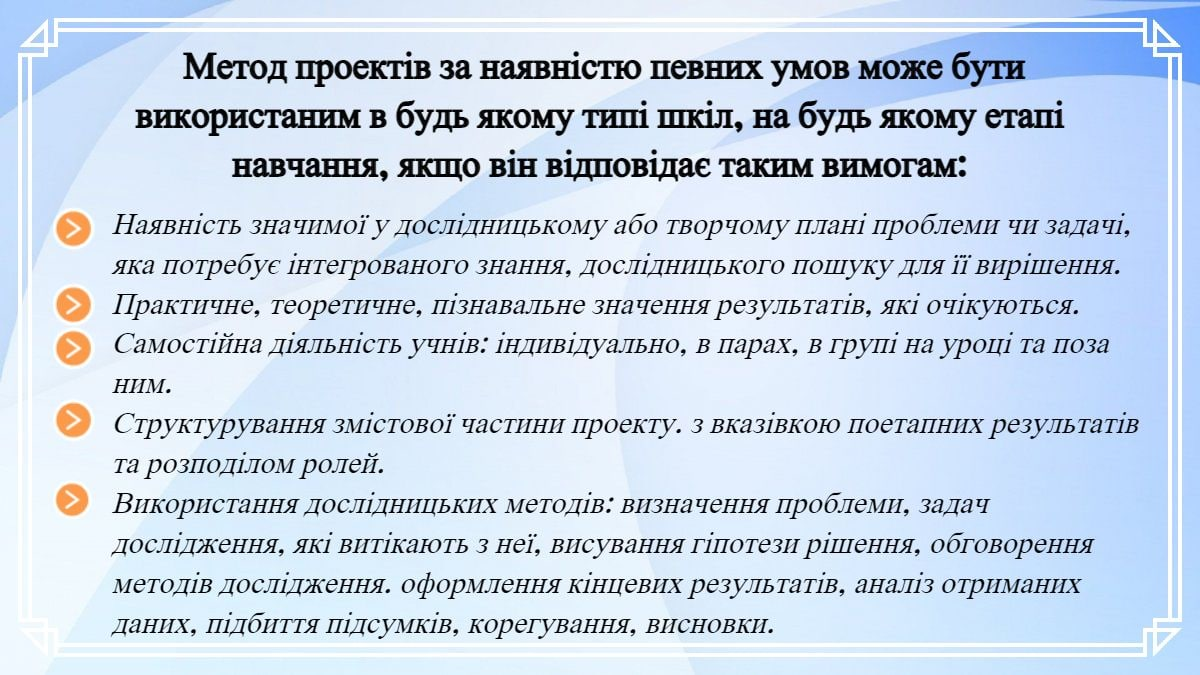 Метод проектів за наявністю певних умов може бути
використаним в будь якому типі шкіл, на будь якому етапі
навчання, якщо він відповідає таким вимогам:
Наявність значимої у дослідницькому або творчому плані проблеми чи задачі,
яка потребує інтегрованого знання, дослідницького пошуку для її вирішення.
Практичне, теоретичне, пізнавальне значення результатів, які очікуються.
Самостійна діяльність учнів: індивідуально, в парах, в групі на уроці та поза
ним.
Структурування змістової частини проекту. з вказівкою поетапних результатів
та розподілом ролей.
Використання дослідницьких методів: визначення проблеми, задач
дослідження, які витікають з неї, висування гіпотези рішення, обговорення
методів дослідження. оформлення кінцевих результатів, аналіз отриманих
даних, підбиття підсумків, корегування, висновки.